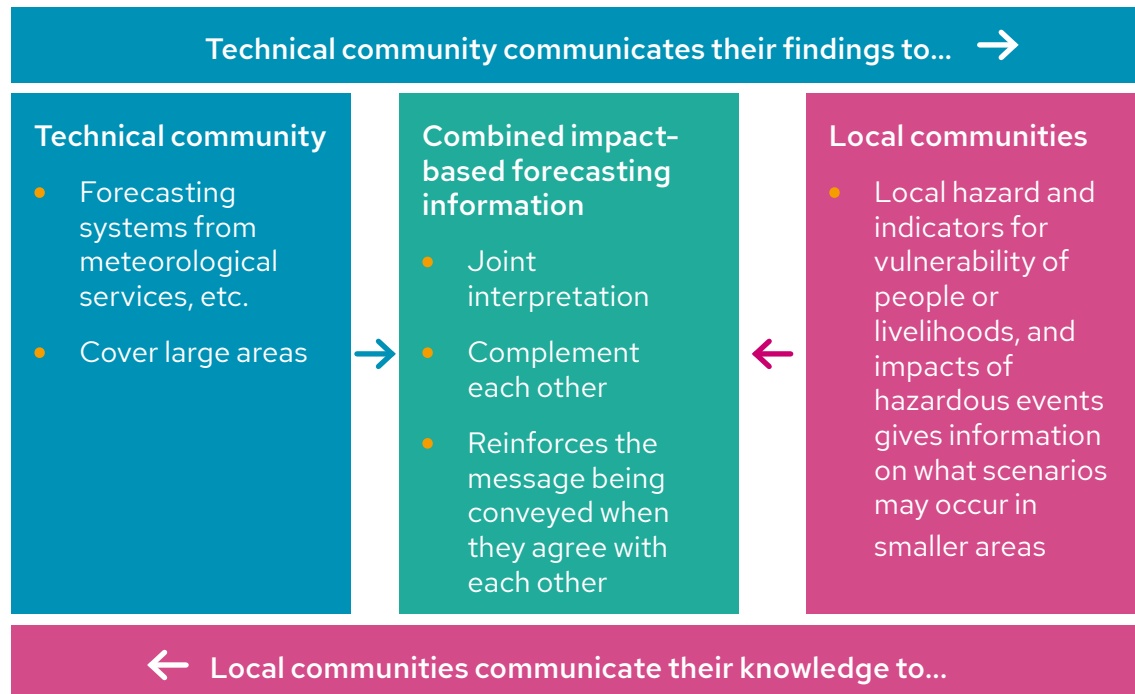 Technical community communicates their findings to...
Technical community
Forecasting
systems from
meteorological
services, etc.
Cover large areas
Combined impact-
based forecasting
information
Joint
interpretation
Complement
each other
Reinforces the
message being
conveyed when
they agree with
each other
Local communities
Local hazard and
indicators for
vulnerability of
people or
livelihoods, and
impacts of
hazardous events
gives information
on what scenarios
may occur in
smaller areas
Local communities communicate their knowledge to...